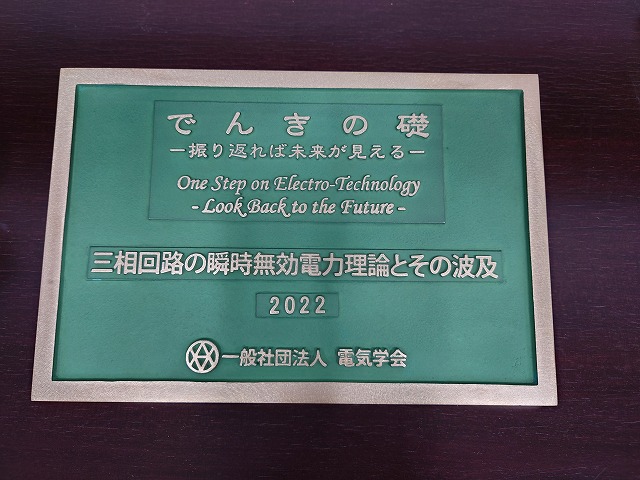 でんきの礎
ー振り返れば未来が見えるー
One Step on Electro-Technology
- Look Back to the Future -
三相回路の瞬時無効電力理論とその波及
2022
一般社団法人 電気学会